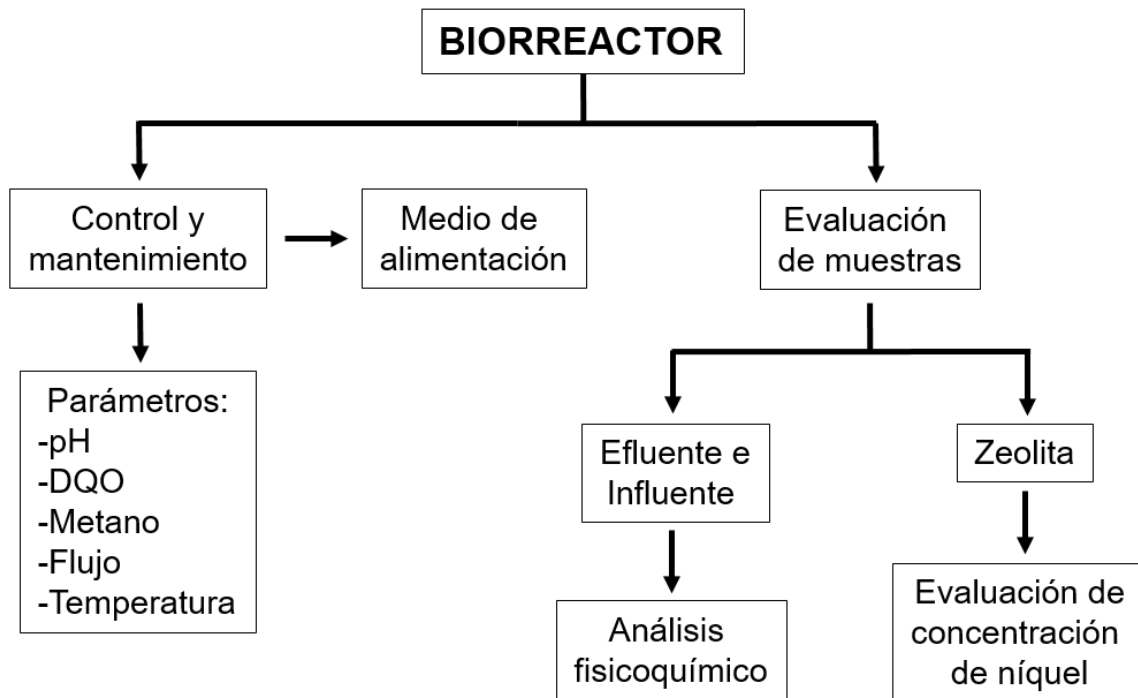 BIORREACTOR
Control y
mantenimiento
Medio de
alimentación
Evaluación
de muestras
Parámetros:
-pH
-DQO
-Metano
-Flujo
-Temperatura
Efluente e
Influente
Zeolita
Análisis
fisicoquímico
Evaluación de
concentración
de níquel